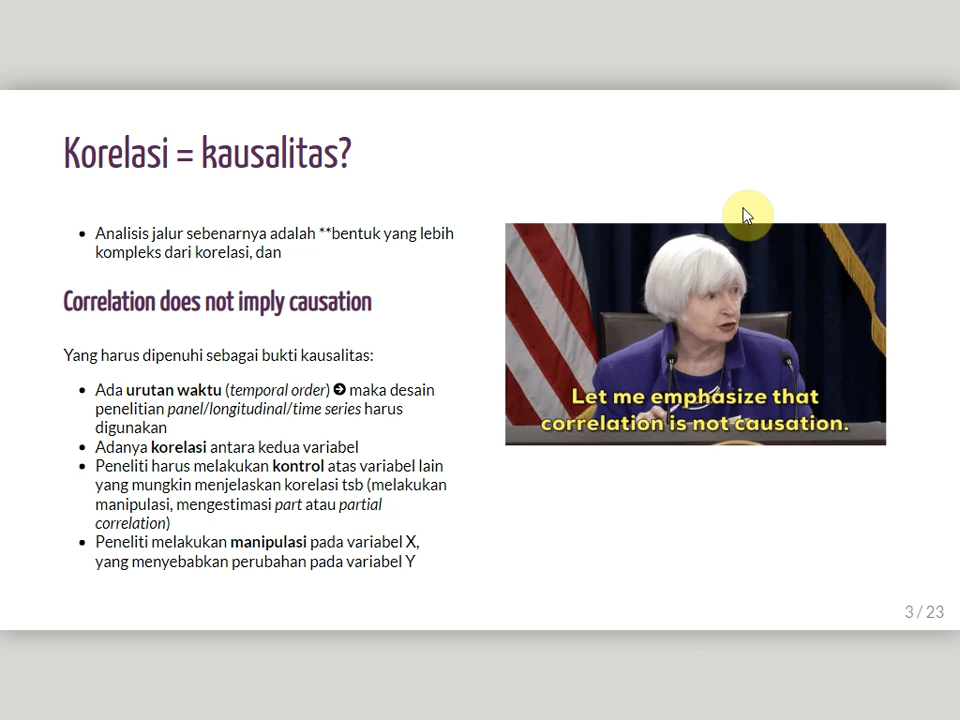 Korelasi = kausalitas?
Analisis jalur sebenarnya adalah **bentuk yang lebih
kompleks dari korelasi, dan
Correlation does not imply causation
Yang harus dipenuhi sebagai bukti kausalitas:
Ada urutan waktu (temporal order) ➔ maka desain
penelitian panel/longitudinal/time series harus
digunakan
Adanya korelasi antara kedua variabel
Peneliti harus melakukan kontrol atas variabel lain
yang mungkin menjelaskan korelasi tsb (melakukan
manipulasi, mengestimasi part atau partial
correlation)
Peneliti melakukan manipulasi pada variabel X,
yang menyebabkan perubahan pada variabel Y
Let me emphasize that
correlation is not causation.
3 / 23